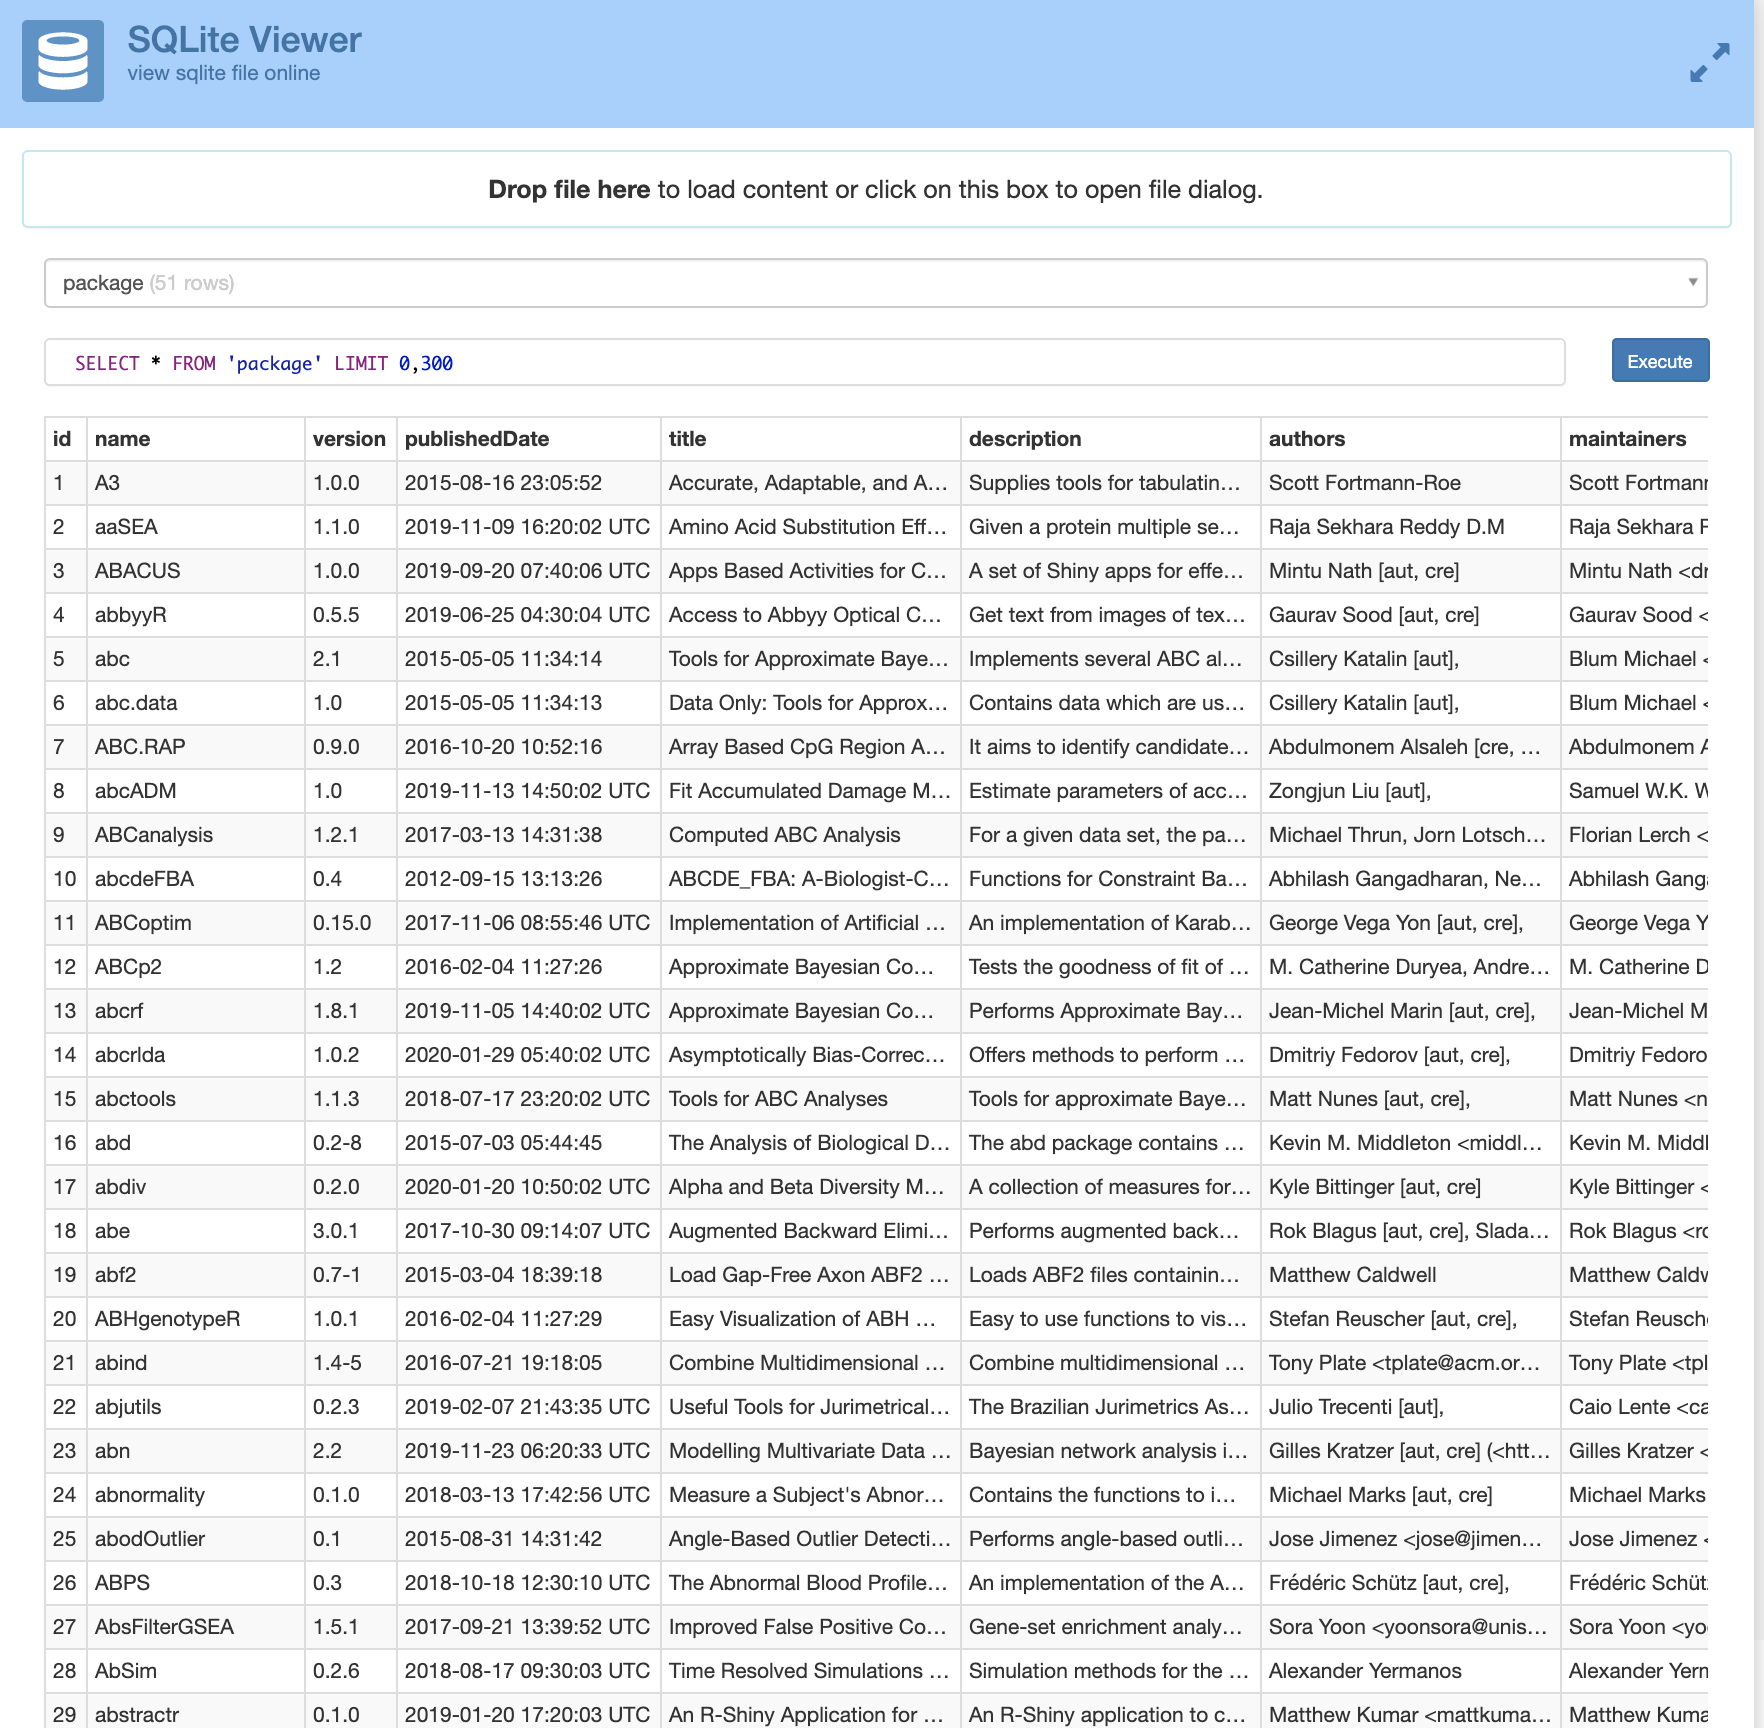 SQLite Viewer
view sqlite file online
Drop file here to load content or click on this box to open file dialog.
package (51 rows)
SELECT * FROM 'package' LIMIT 0,300
Execute
id name version publishedDate title description authors maintainers
1 A3 1.0.0 2015-08-16 23:05:52 Accurate, Adaptable, and A… Supplies tools for tabulatin… Scott Fortmann-Roe Scott Fortmann
2 aaSEA 1.1.0 2019-11-09 16:20:02 UTC Amino Acid Substitution Eff… Given a protein multiple se… Raja Sekhara Reddy D.M Raja Sekhara R
3 ABACUS 1.0.0 2019-09-20 07:40:06 UTC Apps Based Activities for C… A set of Shiny apps for effe… Mintu Nath [aut, cre] Mintu Nath <dr
4 abbyyR 0.5.5 2019-06-25 04:30:04 UTC Access to Abbyy Optical C… Get text from images of tex… Gaurav Sood [aut, cre] Gaurav Sood <
5 abc 2.1 2015-05-05 11:34:14 Tools for Approximate Baye… Implements several ABC al… Csillery Katalin [aut], Blum Michael <
6 abc.data 1.0 2015-05-05 11:34:13 Data Only: Tools for Approx… Contains data which are us… Csillery Katalin [aut], Blum Michael <
7 ABC.RAP 0.9.0 2016-10-20 10:52:16 Array Based CpG Region A… It aims to identify candidate… Abdulmonem Alsaleh [cre, … Abdulmonem A
8 abcADM 1.0 2019-11-13 14:50:02 UTC Fit Accumulated Damage M… Estimate parameters of acc… Zongjun Liu [aut], Samuel W.K. W
9 ABCanalysis 1.2.1 2017-03-13 14:31:38 Computed ABC Analysis For a given data set, the pa… Michael Thrun, Jorn Lotsch… Florian Lerch <
10 abcdeFBA 0.4 2012-09-15 13:13:26 ABCDE_FBA: A-Biologist-C… Functions for Constraint Ba… Abhilash Gangadharan, Ne… Abhilash Ganga
11 ABCoptim 0.15.0 2017-11-06 08:55:46 UTC Implementation of Artificial … An implementation of Karab… George Vega Yon [aut, cre], George Vega Y
12 ABCp2 1.2 2016-02-04 11:27:26 Approximate Bayesian Co… Tests the goodness of fit of … M. Catherine Duryea, Andre… M. Catherine D
13 abcrf 1.8.1 2019-11-05 14:40:02 UTC Approximate Bayesian Co… Performs Approximate Bay… Jean-Michel Marin [aut, cre], Jean-Michel M
14 abcrlda 1.0.2 2020-01-29 05:40:02 UTC Asymptotically Bias-Correc… Offers methods to perform … Dmitriy Fedorov [aut, cre], Dmitriy Fedoro
15 abctools 1.1.3 2018-07-17 23:20:02 UTC Tools for ABC Analyses Tools for approximate Baye… Matt Nunes [aut, cre], Matt Nunes <n
16 abd 0.2-8 2015-07-03 05:44:45 The Analysis of Biological D… The abd package contains … Kevin M. Middleton <middl… Kevin M. Middl
17 abdiv 0.2.0 2020-01-20 10:50:02 UTC Alpha and Beta Diversity M… A collection of measures for… Kyle Bittinger [aut, cre] Kyle Bittinger <
18 abe 3.0.1 2017-10-30 09:14:07 UTC Augmented Backward Elimi… Performs augmented back… Rok Blagus [aut, cre], Slada… Rok Blagus <ro
19 abf2 0.7-1 2015-03-04 18:39:18 Load Gap-Free Axon ABF2 … Loads ABF2 files containin… Matthew Caldwell Matthew Caldw
20 ABHgenotypeR 1.0.1 2016-02-04 11:27:29 Easy Visualization of ABH … Easy to use functions to vis… Stefan Reuscher [aut, cre], Stefan Reusche
21 abind 1.4-5 2016-07-21 19:18:05 Combine Multidimensional … Combine multidimensional … Tony Plate <tplate@acm.or… Tony Plate <tpl
22 abjutils 0.2.3 2019-02-07 21:43:35 UTC Useful Tools for Jurimetrical… The Brazilian Jurimetrics As… Julio Trecenti [aut], Caio Lente <ca
23 abn 2.2 2019-11-23 06:20:33 UTC Modelling Multivariate Data … Bayesian network analysis i… Gilles Kratzer [aut, cre] (<htt… Gilles Kratzer <
24 abnormality 0.1.0 2018-03-13 17:42:56 UTC Measure a Subject's Abnor… Contains the functions to i… Michael Marks [aut, cre] Michael Marks
25 abodOutlier 0.1 2015-08-31 14:31:42 Angle-Based Outlier Detecti… Performs angle-based outli… Jose Jimenez <jose@jimen… Jose Jimenez <
26 ABPS 0.3 2018-10-18 12:30:10 UTC The Abnormal Blood Profile… An implementation of the A… Frédéric Schütz [aut, cre], Frédéric Schütz
27 AbsFilterGSEA 1.5.1 2017-09-21 13:39:52 UTC Improved False Positive Co… Gene-set enrichment analy… Sora Yoon <yoonsora@unis… Sora Yoon <yo
28 AbSim 0.2.6 2018-08-17 09:30:03 UTC Time Resolved Simulations … Simulation methods for the … Alexander Yermanos Alexander Yerm
29 abstractr 0.1.0 2019-01-20 17:20:03 UTC An R-Shiny Application for … An R-Shiny application to c… Matthew Kumar <mattkuma… Matthew Kuma